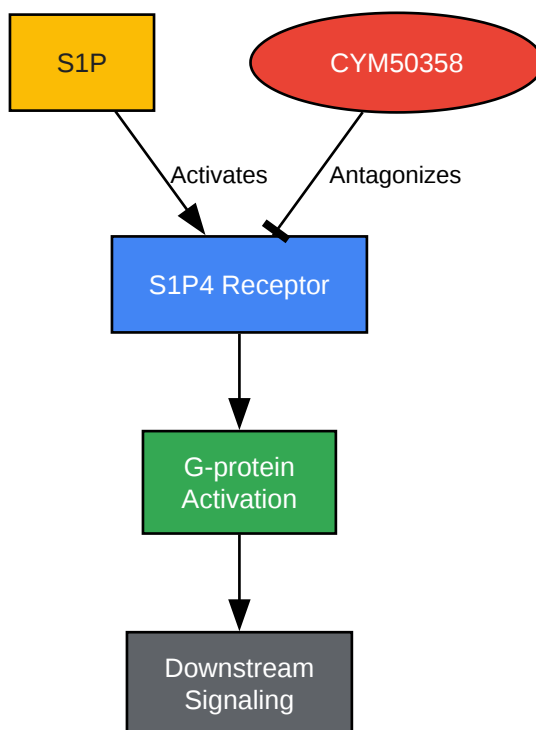 S1P
CYM50358
Activates
Antagonizes
S1P4 Receptor
G-protein
Activation
Downstream
Signaling